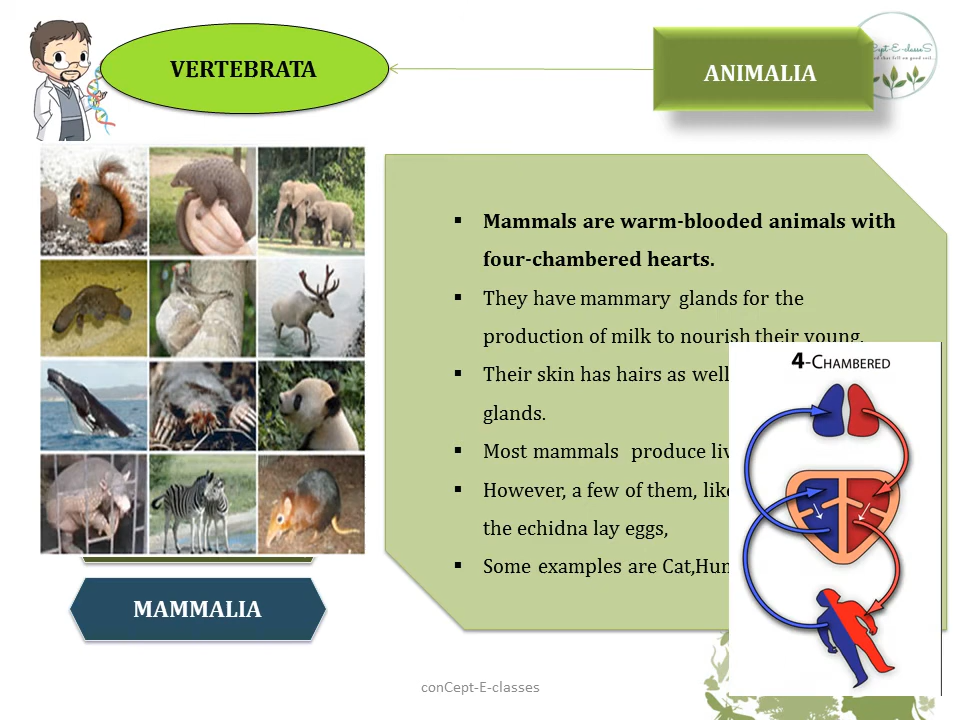 VERTEBRATA
ANIMALIA
Cept-E-classeS
Mammals are warm-blooded animals with
four-chambered hearts.
They have mammary glands for the
production of milk to nourish their young.
Their skin has hairs as well
glands.
Most mammals produce
However, a few of them, like
the echidna lay eggs,
Some examples are Cat,
4-CHAMBERED
MAMMALIA
conCept-E-classes